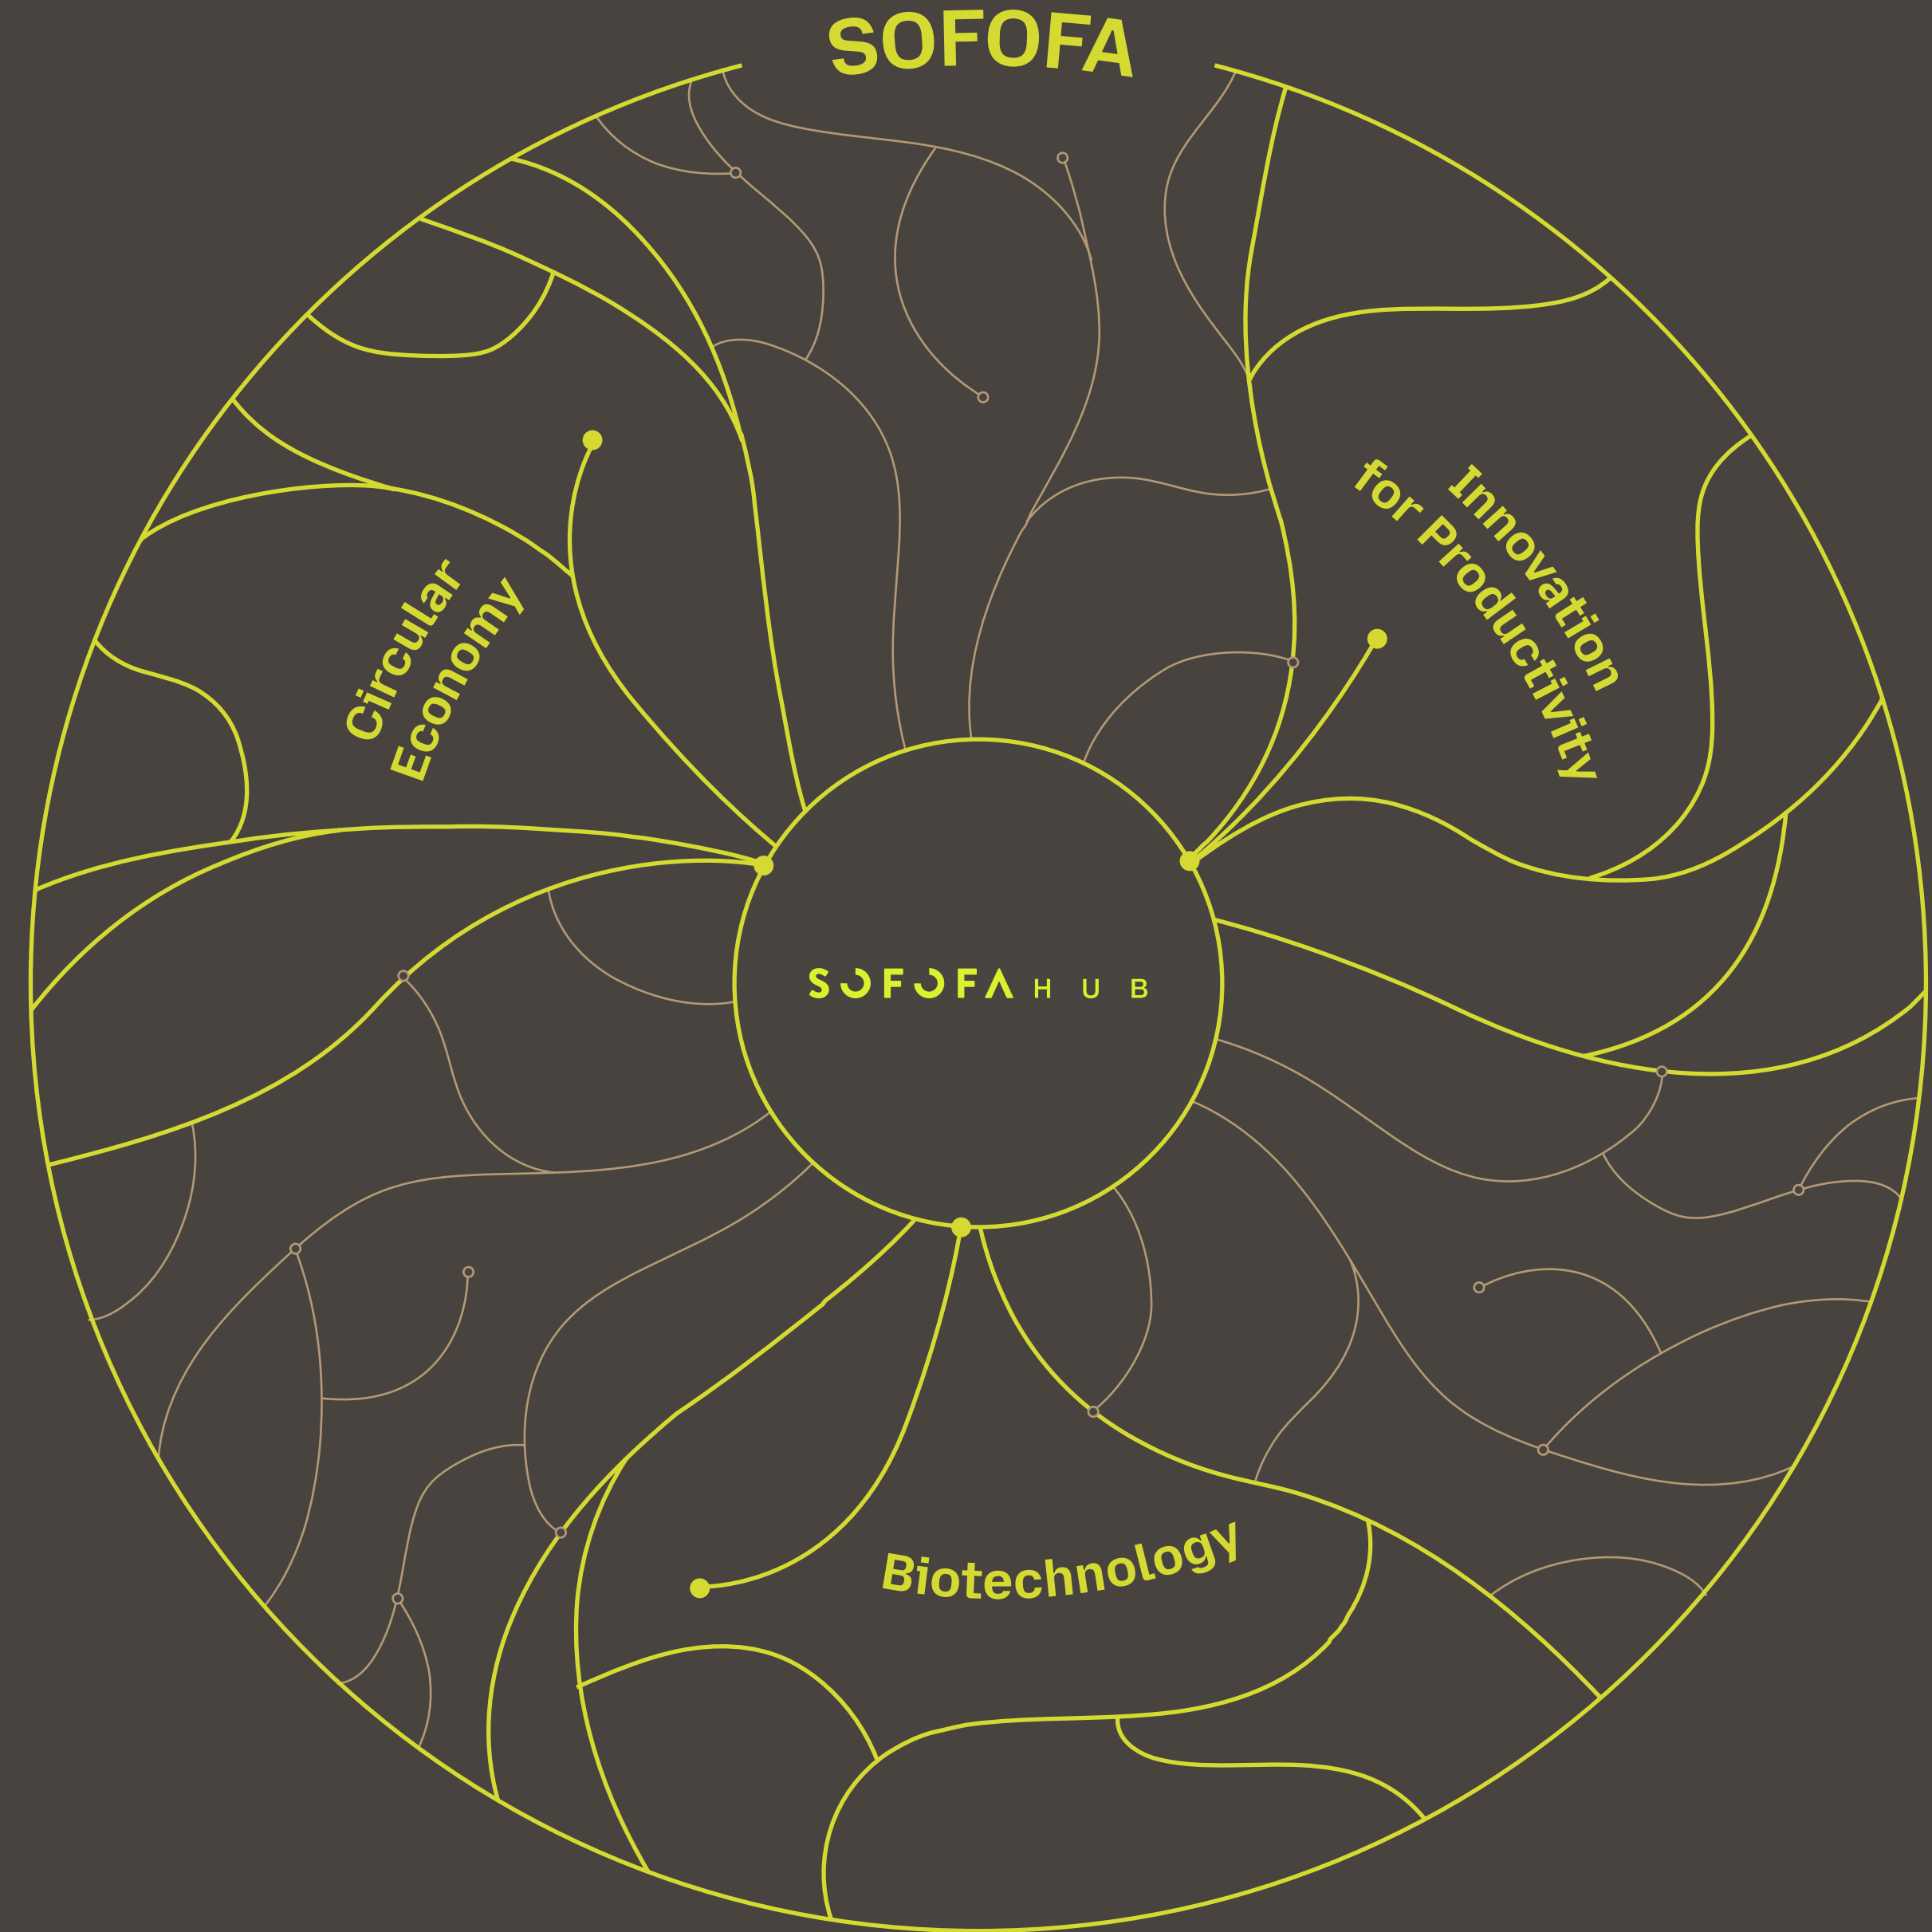 SOFOFA
Circular
Economy
Innovation
for Productivity
SOFOFA HUB
Biotechnology